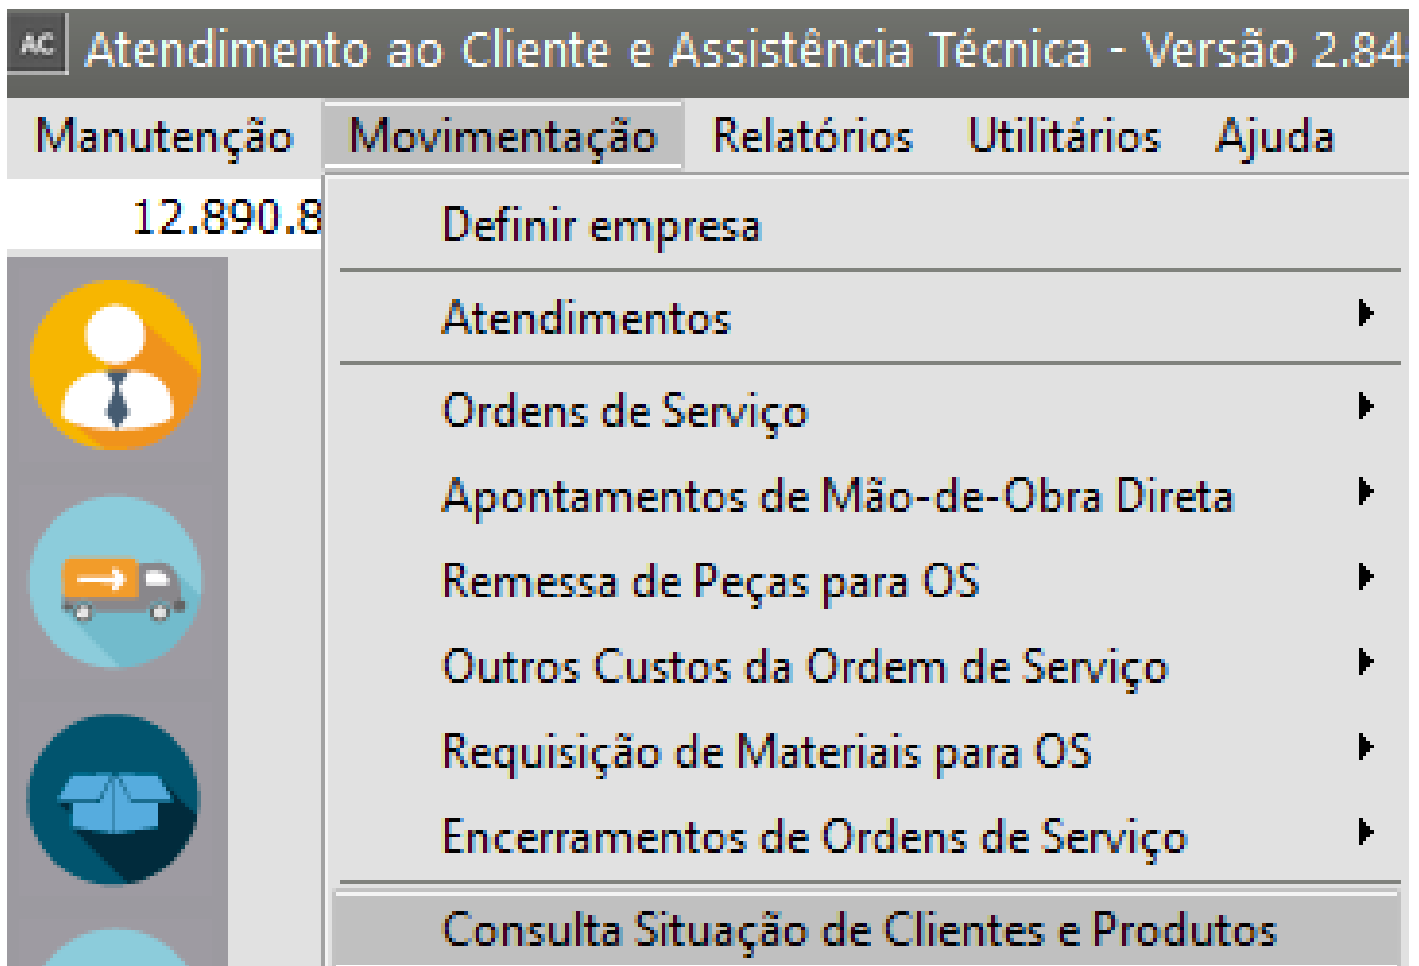 AC Atendimento ao Cliente e Assistência Técnica - Versão 2.84
Manutenção Movimentação Relatórios Utilitários Ajuda
12.890.8
Definir empresa
Atendimentos
Ordens de Serviço
Apontamentos de Mão-de-Obra Direta
Remessa de Peças para OS
Outros Custos da Ordem de Serviço
Requisição de Materiais para OS
Encerramentos de Ordens de Serviço
Consulta Situação de Clientes e Produtos